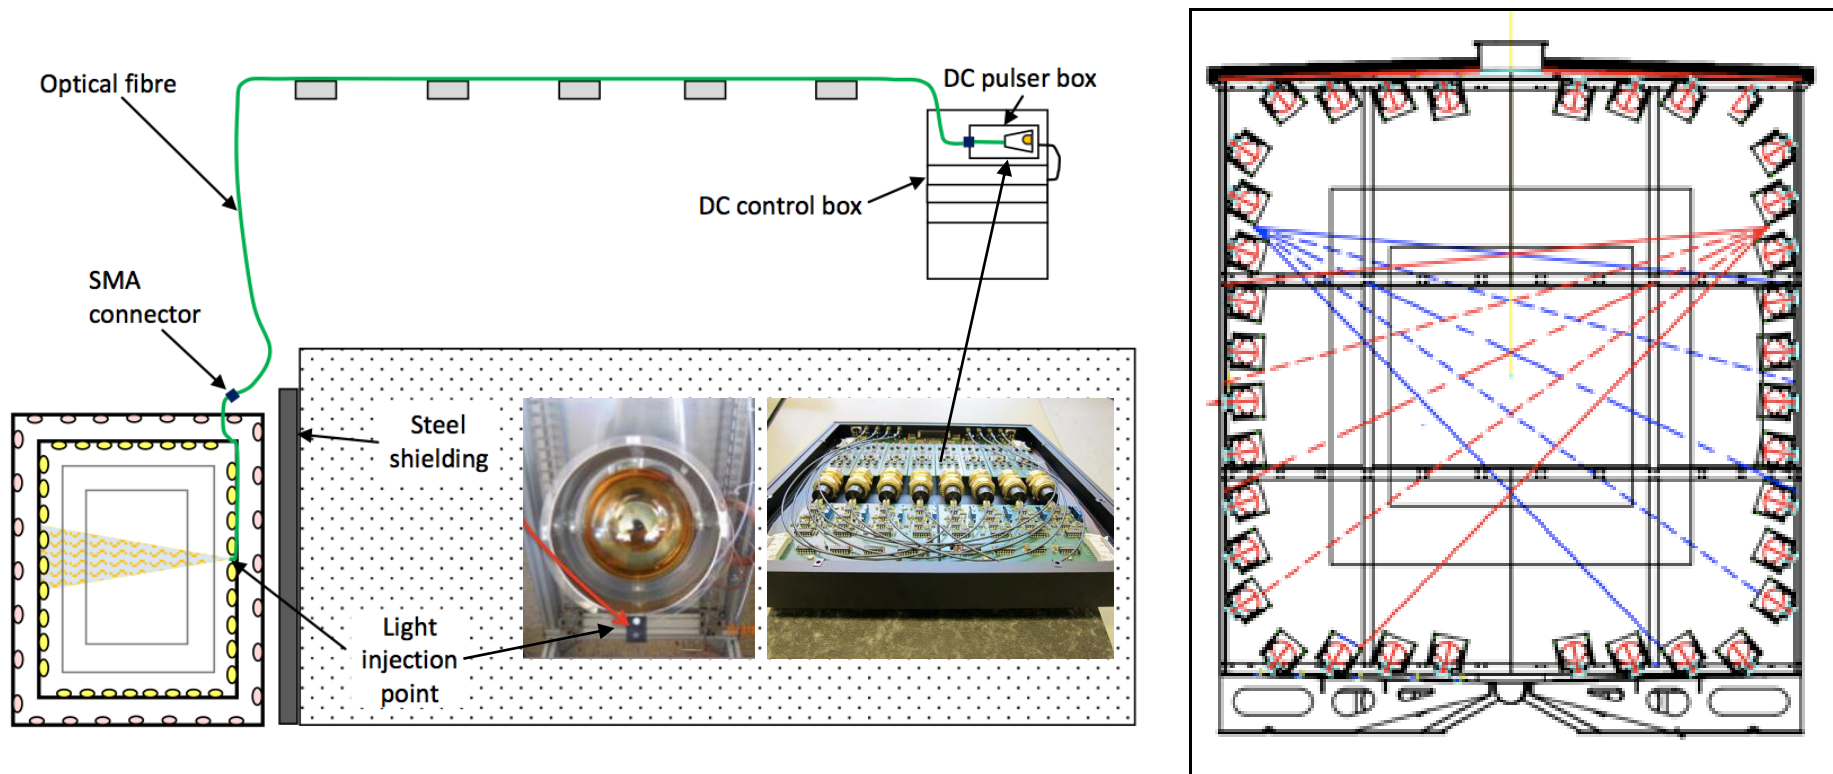 Optical fibre
DC pulser box
DC control box
SMA
connector
Steel
shielding
Light
injection
point